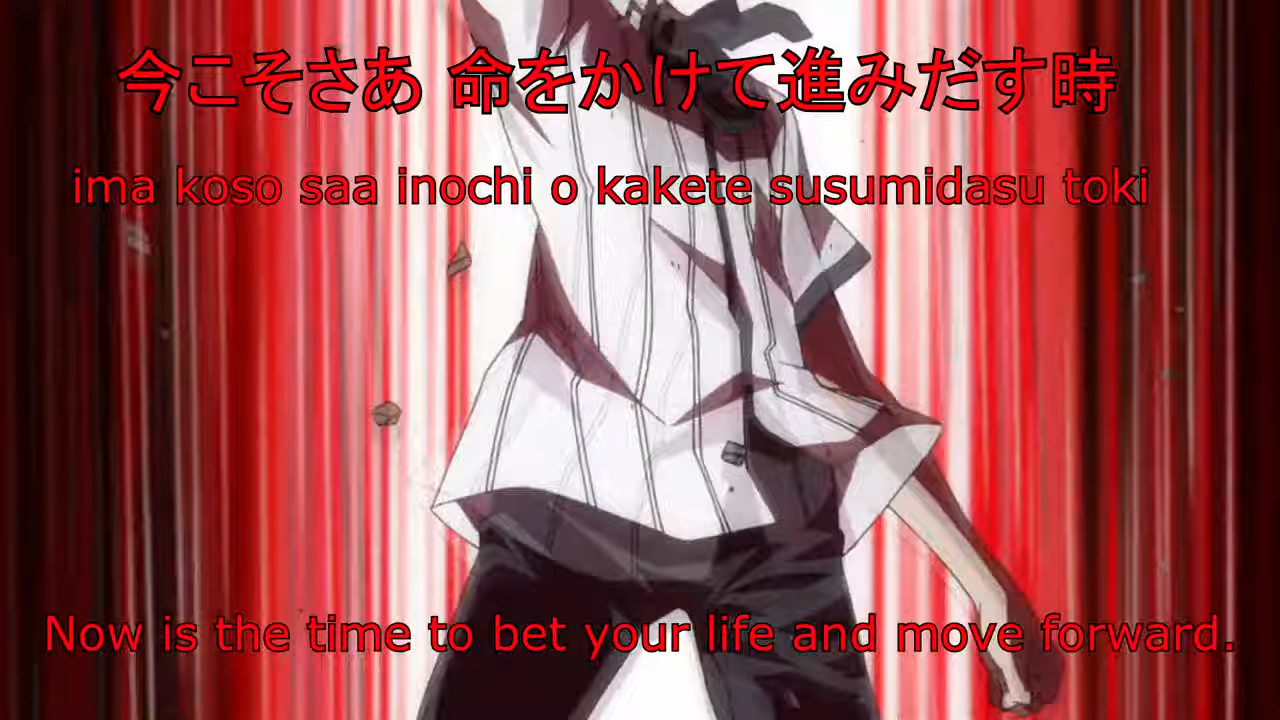 今こそさあ 命をかけて進みだす時
ima koso saa inochi o kakete susumidasu toki
Now is the time to bet your life and move forward.